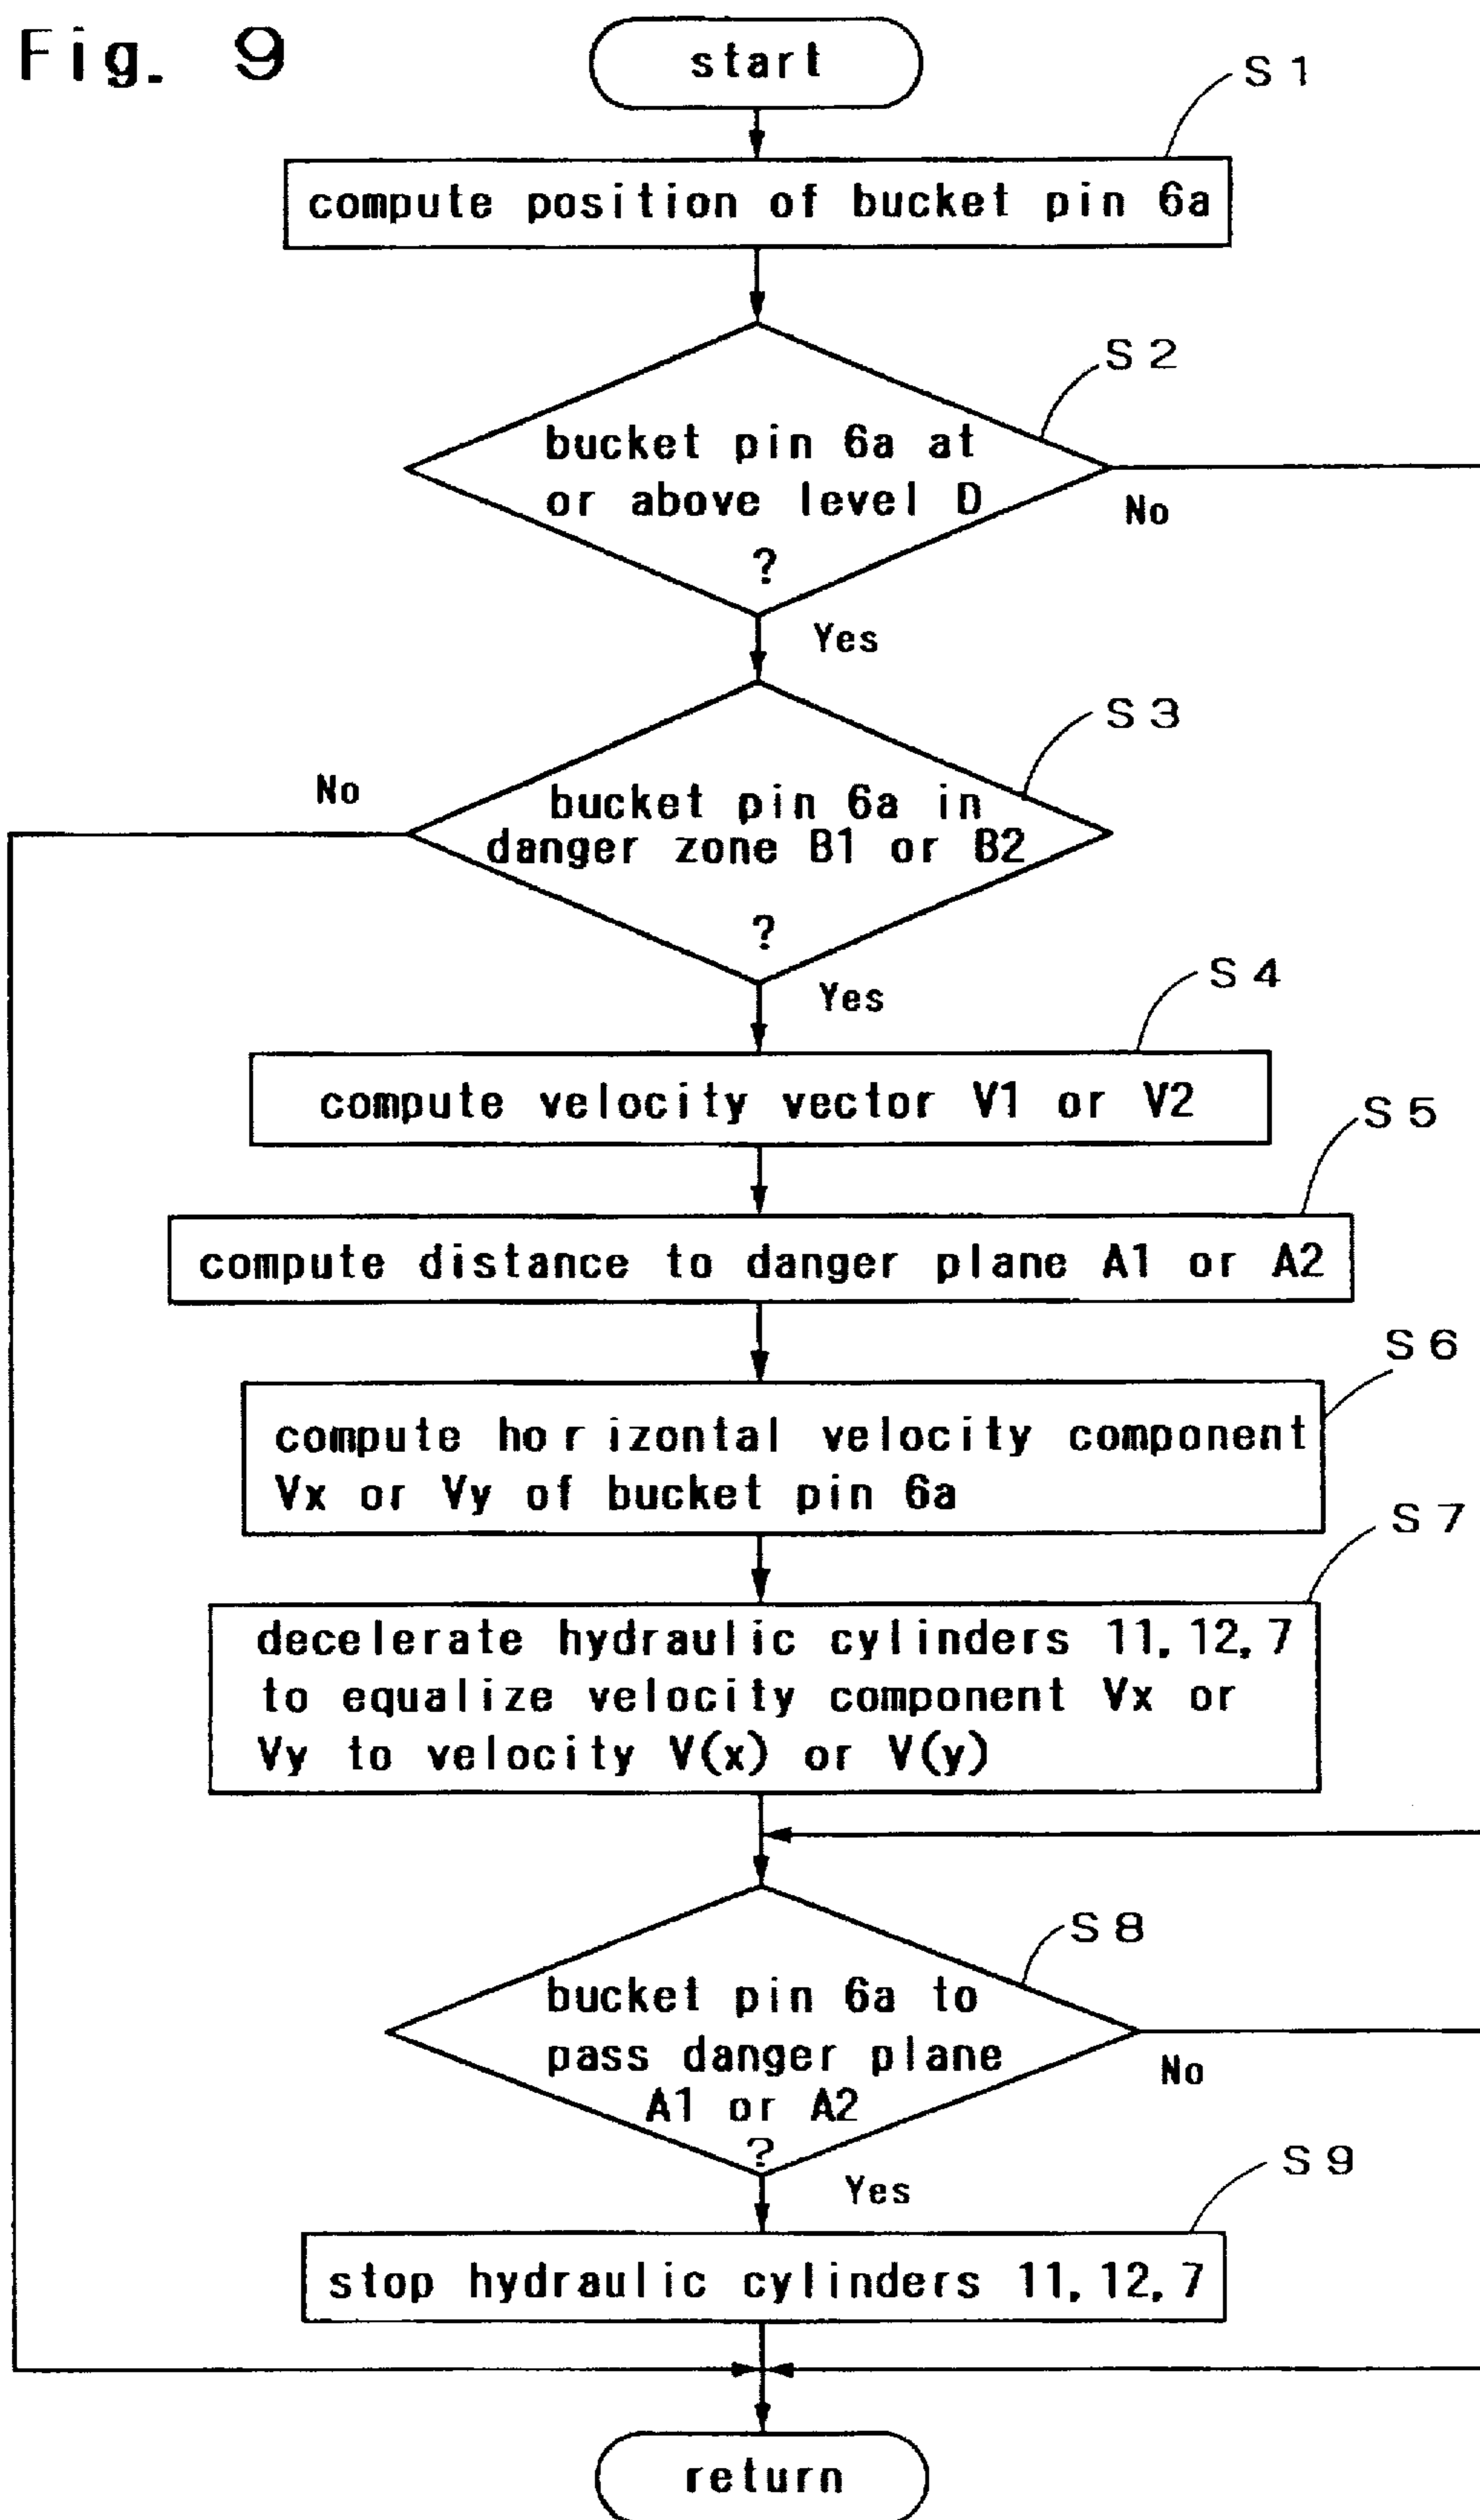 Fig. 9
start
S1
compute position of bucket pin 6a
S2
bucket pin 6a at
or above level D
?
No
Yes
S3
No
bucket pin 6a in
danger zone B1 or B2
?
Yes
S4
compute velocity vector V1 or V2
S5
compute distance to danger plane A1 or A2
S6
compute horizontal velocity component
Vx or Vy of bucket pin 6a
S7
decelerate hydraulic cylinders 11, 12, 7
to equalize velocity component Vx or
Vy to velocity V(x) or V(y)
S8
bucket pin 6a to
pass danger plane
A1 or A2
?
No
Yes
S9
stop hydraulic cylinders 11, 12, 7
return